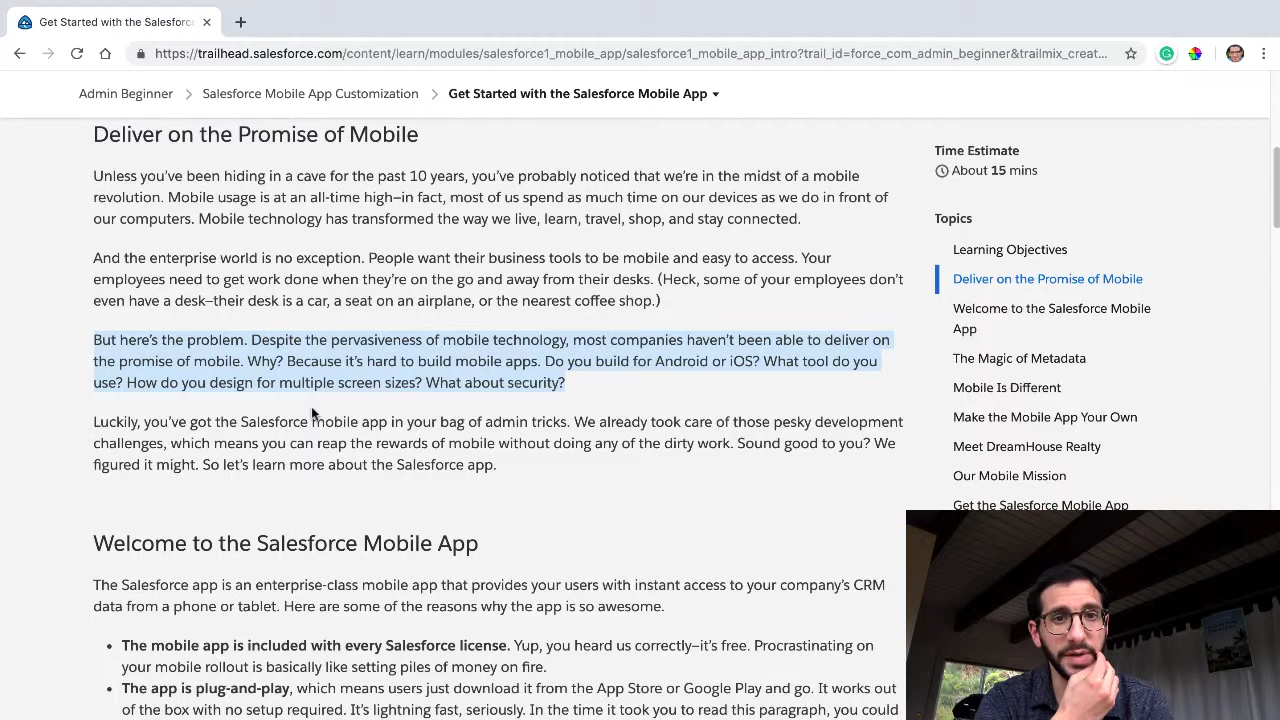 Get Started with the Salesforc
https://trailhead.salesforce.com/content/learn/modules/salesforce1_mobile_app/salesforce1_mobile_app_intro?trail_id=force_com_admin_beginner&trailmix_creat...
Admin Beginner
Salesforce Mobile App Customization
Get Started with the Salesforce Mobile App
Deliver on the Promise of Mobile
Unless you've been hiding in a cave for the past 10 years, you've probably noticed that we're in the midst of a mobile
revolution. Mobile usage is at an all-time high—in fact, most of us spend as much time on our devices as we do in front of
our computers. Mobile technology has transformed the way we live, learn, travel, shop, and stay connected.
And the enterprise world is no exception. People want their business tools to be mobile and easy to access. Your
employees need to get work done when they're on the go and away from their desks. (Heck, some of your employees don't
even have a desk—their desk is a car, a seat on an airplane, or the nearest coffee shop.)
But here's the problem. Despite the pervasiveness of mobile technology, most companies haven't been able to deliver on
the promise of mobile. Why? Because it's hard to build mobile apps. Do you build for Android or iOS? What tool do you
use? How do you design for multiple screen sizes? What about security?
Luckily, you've got the Salesforce mobile app in your bag of admin tricks. We already took care of those pesky development
challenges, which means you can reap the rewards of mobile without doing any of the dirty work. Sound good to you? We
figured it might. So let's learn more about the Salesforce app.
Welcome to the Salesforce Mobile App
The Salesforce app is an enterprise-class mobile app that provides your users with instant access to your company's CRM
data from a phone or tablet. Here are some of the reasons why the app is so awesome.
• The mobile app is included with every Salesforce license. Yup, you heard us correctly—it's free. Procrastinating on
your mobile rollout is basically like setting piles of money on fire.
• The app is plug-and-play, which means users just download it from the App Store or Google Play and go. It works out
of the box with no setup required. It's lightning fast, seriously. In the time it took you to read this paragraph, you could
Time Estimate
About 15 mins
Topics
Learning Objectives
Deliver on the Promise of Mobile
Welcome to the Salesforce Mobile
App
The Magic of Metadata
Mobile Is Different
Make the Mobile App Your Own
Meet DreamHouse Realty
Our Mobile Mission
Get the Salesforce Mobile App